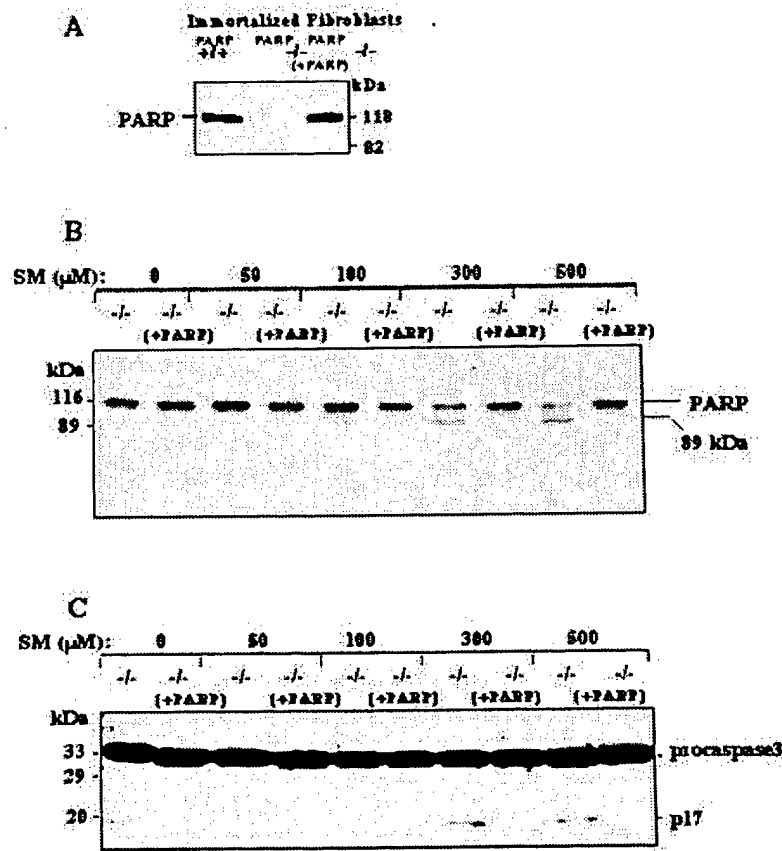 A
Immortalized Fibroblasts
PARP PARP -/- PARP -/-
+/+ (+PARP)
kDa
PARP 118
82
B
SM (µM): 0 50 100 300 500
-/- -/- -/- -/- -/- -/- -/- -/- -/- -/-
(+PARP) (+PARP) (+PARP) (+PARP) (+PARP)
kDa
116 PARP
89
89 kDa
C
SM (µM): 0 50 100 300 500
-/- -/- -/- -/- -/- -/- -/- -/- -/- -/-
(+PARP) (+PARP) (+PARP) (+PARP) (+PARP)
kDa
33 procaspase3
29
20 p17